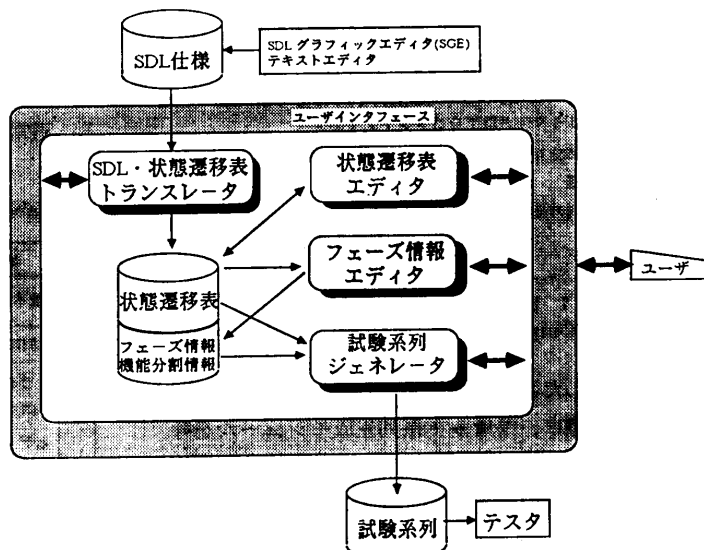 SDL仕様
SDL グラフィックエディタ(SGE)
テキストエディタ
ユーザインタフェース
SDL・状態遷移表
トランスレータ
状態遷移表
エディタ
フェーズ情報
エディタ
状態遷移表
フェーズ情報
機能分割情報
試験系列
ジェネレータ
ユーザ
試験系列
テスタ